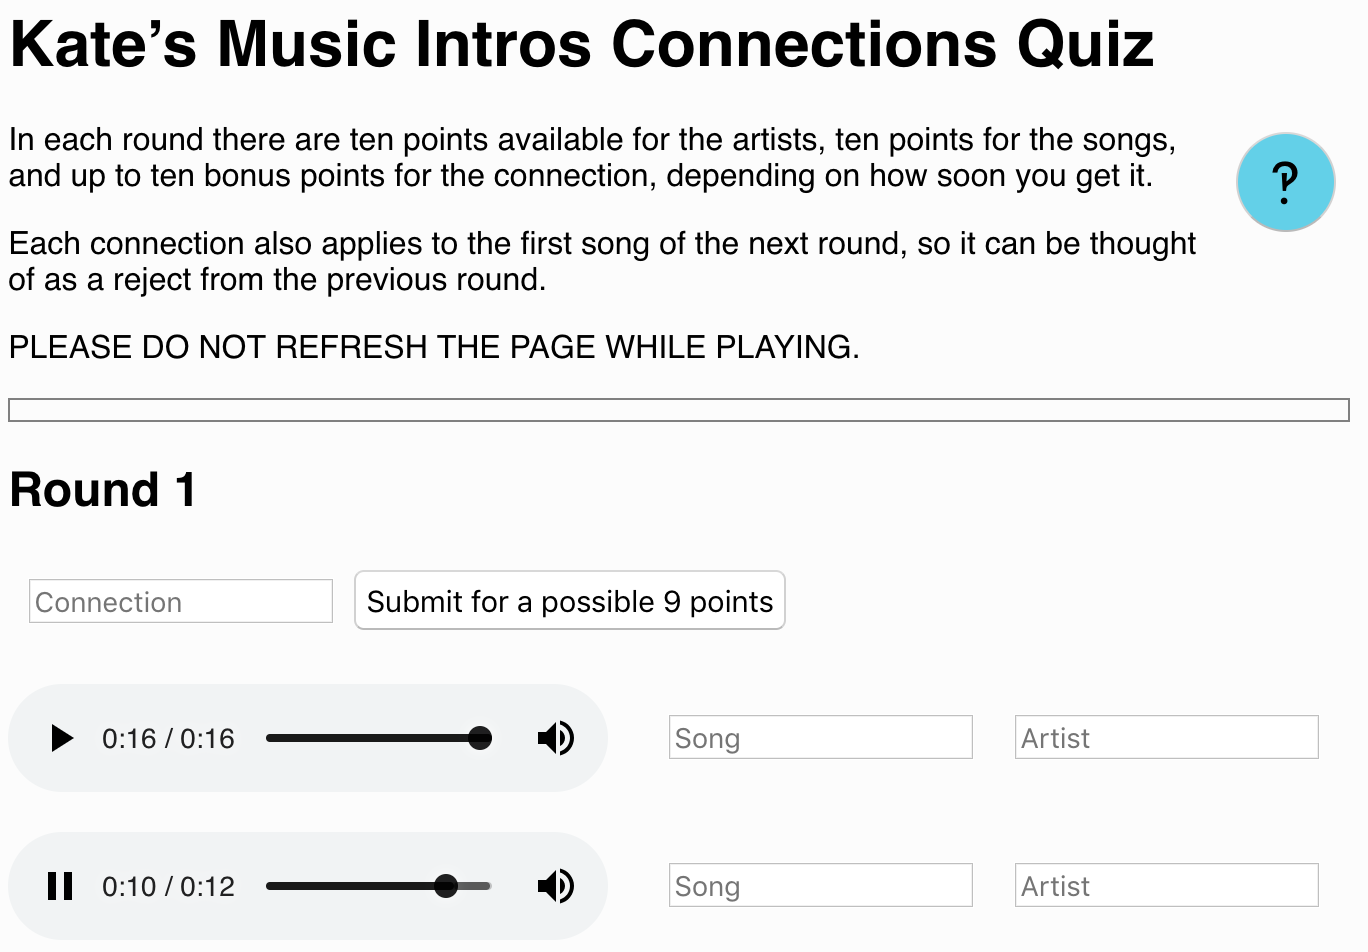 Kate’s Music Intros Connections Quiz
In each round there are ten points available for the artists, ten points for the songs,
and up to ten bonus points for the connection, depending on how soon you get it.
?
Each connection also applies to the first song of the next round, so it can be thought
of as a reject from the previous round.
PLEASE DO NOT REFRESH THE PAGE WHILE PLAYING.
Round 1
Connection Submit for a possible 9 points
0:16 / 0:16 Song Artist
0:10 / 0:12 Song Artist